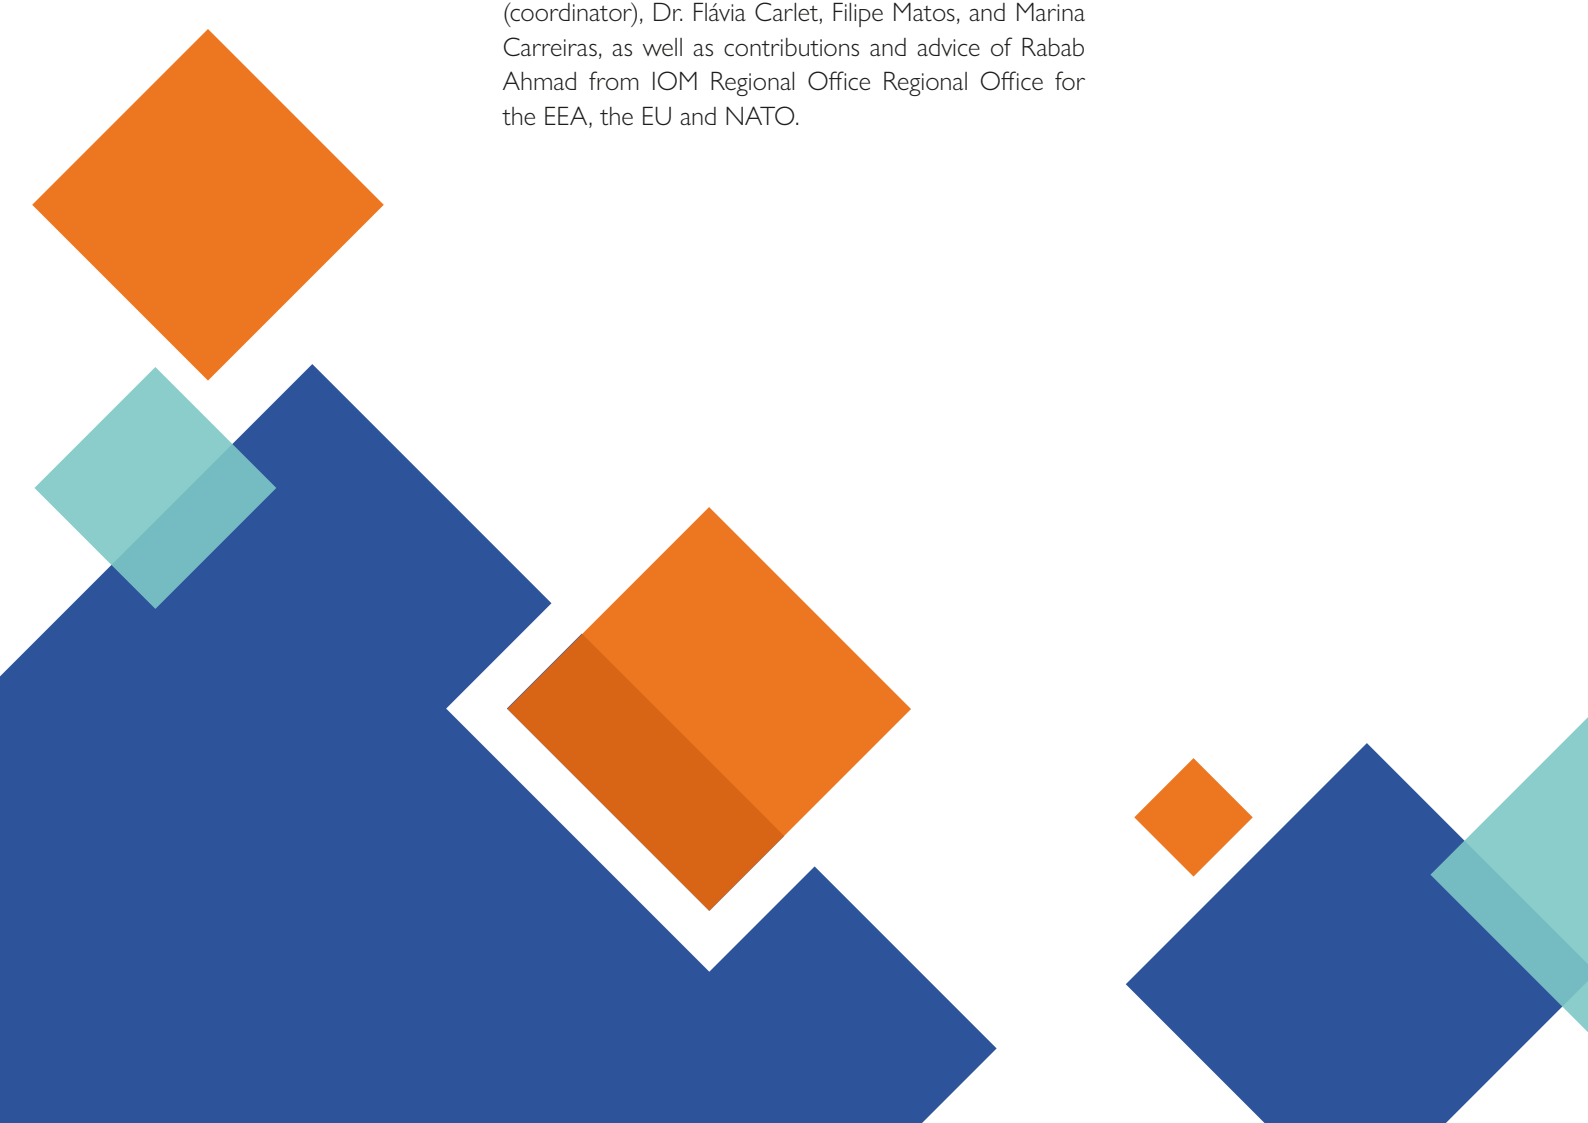 (coordinator), Dr. Flávia Carlet, Filipe Matos, and Marina
Carreiras, as well as contributions and advice of Rabab
Ahmad from IOM Regional Office Regional Office for
the EEA, the EU and NATO.